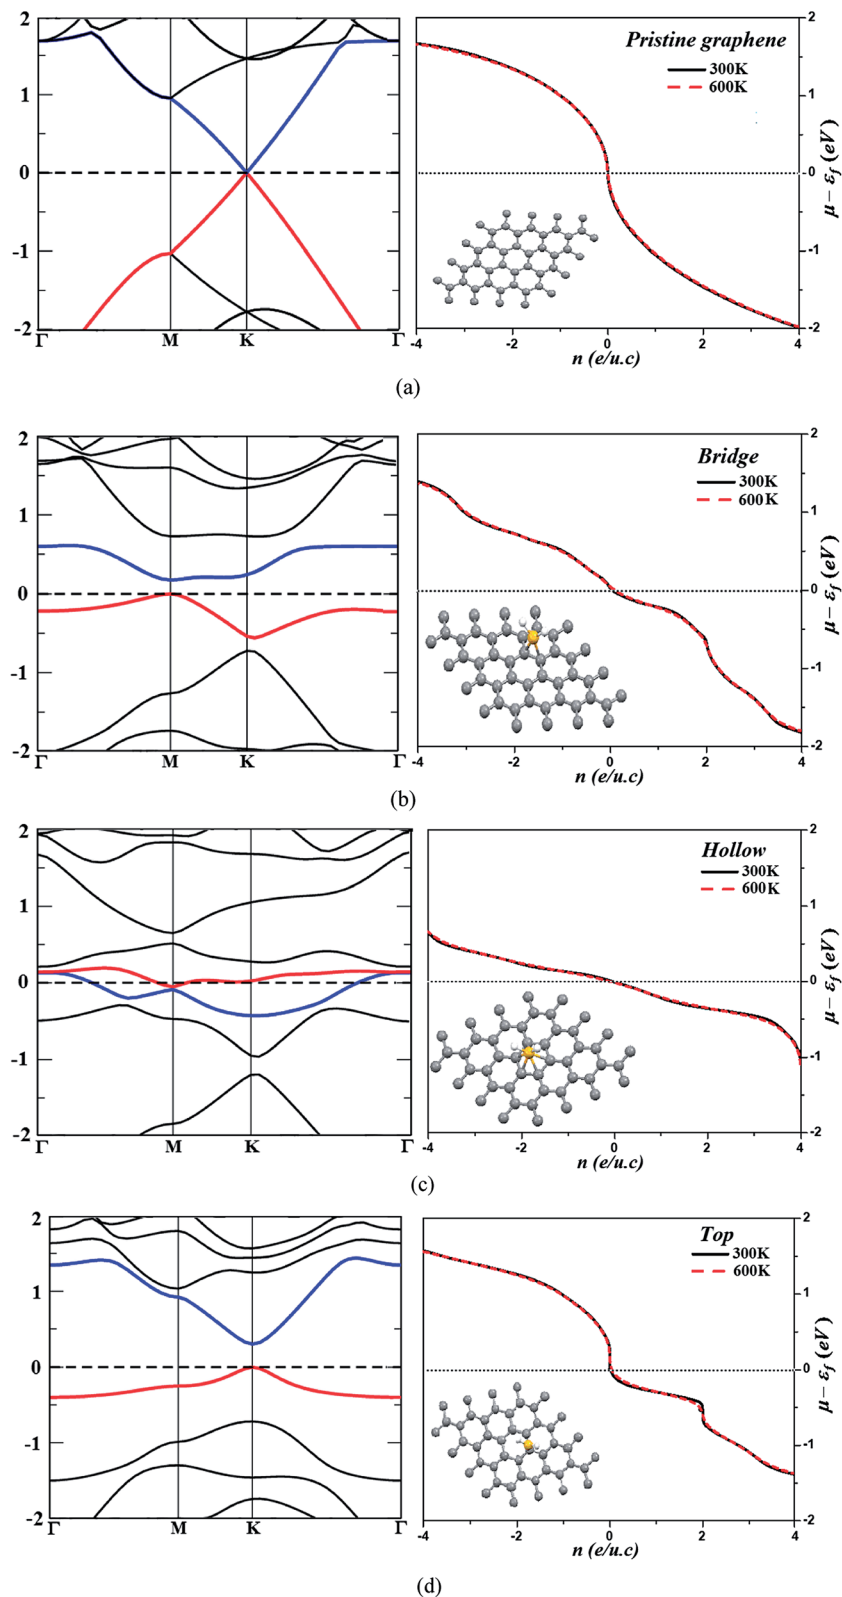 2
1
0
-1
-2
Γ M K Γ
Pristine graphene
300K
600K
2
1
0
-1
-2
μ− ε_f (eV)
-4 -2 0 2 4
n (e/u.c)
(a)
2
1
0
-1
-2
Γ M K Γ
Bridge
300K
600K
2
1
0
-1
-2
μ− ε_f (eV)
-4 -2 0 2 4
n (e/u.c)
(b)
2
1
0
-1
-2
Γ M K Γ
Hollow
300K
600K
2
1
0
-1
-2
μ− ε_f (eV)
-4 -2 0 2 4
n (e/u.c)
(c)
2
1
0
-1
-2
Γ M K Γ
Top
300K
600K
2
1
0
-1
-2
μ− ε_f (eV)
-4 -2 0 2 4
n (e/u.c)
(d)